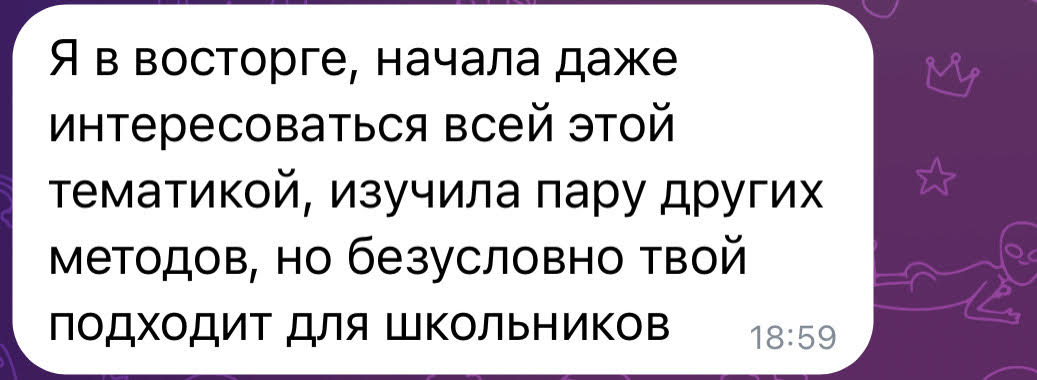 Я в восторге, начала даже
интересоваться всей этой
тематикой, изучила пару других
методов, но безусловно твой
подходит для школьников
18:59